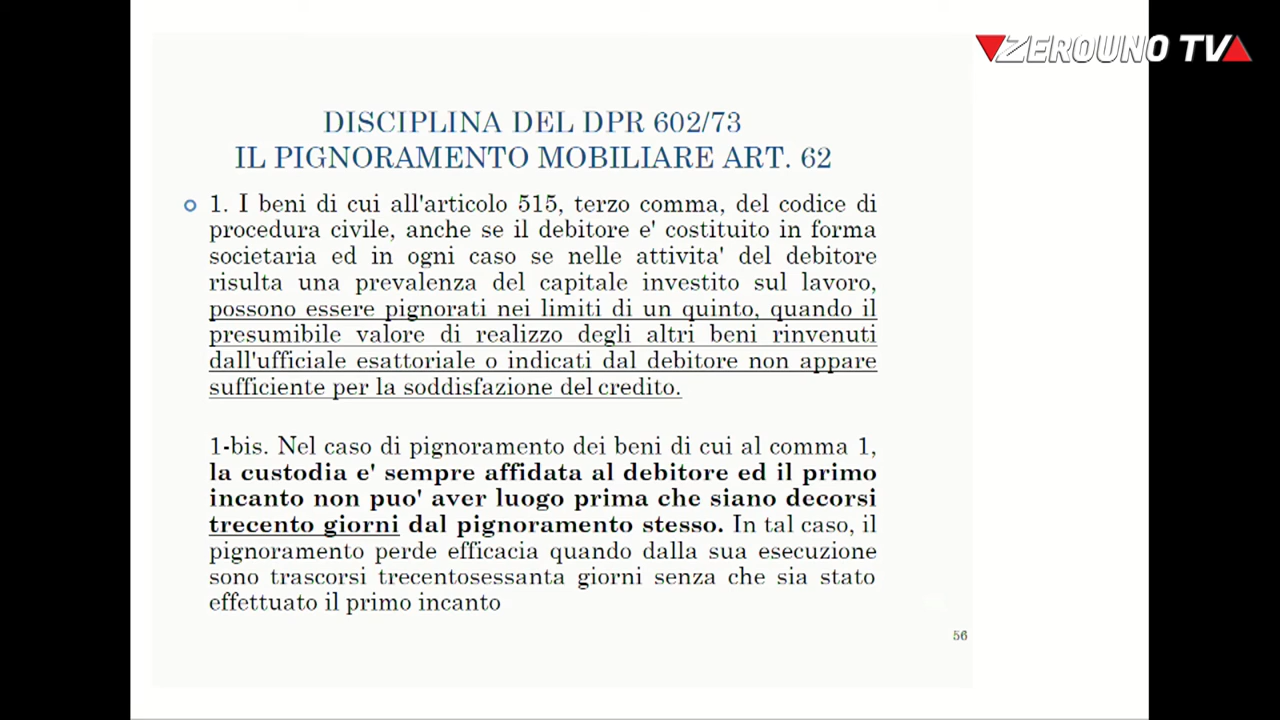 ZEROUNO TV
DISCIPLINA DEL DPR 602/73
IL PIGNORAMENTO MOBILIARE ART. 62
1. I beni di cui all'articolo 515, terzo comma, del codice di
procedura civile, anche se il debitore e' costituito in forma
societaria ed in ogni caso se nelle attivita' del debitore
risulta una prevalenza del capitale investito sul lavoro,
possono essere pignorati nei limiti di un quinto, quando il
presumibile valore di realizzo degli altri beni rinvenuti
dall'ufficiale esattoriale o indicati dal debitore non appare
sufficiente per la soddisfazione del credito.
1-bis. Nel caso di pignoramento dei beni di cui al comma 1,
la custodia e' sempre affidata al debitore ed il primo
incanto non puo' aver luogo prima che siano decorsi
trecento giorni dal pignoramento stesso. In tal caso, il
pignoramento perde efficacia quando dalla sua esecuzione
sono trascorsi trecentosessanta giorni senza che sia stato
effettuato il primo incanto
56